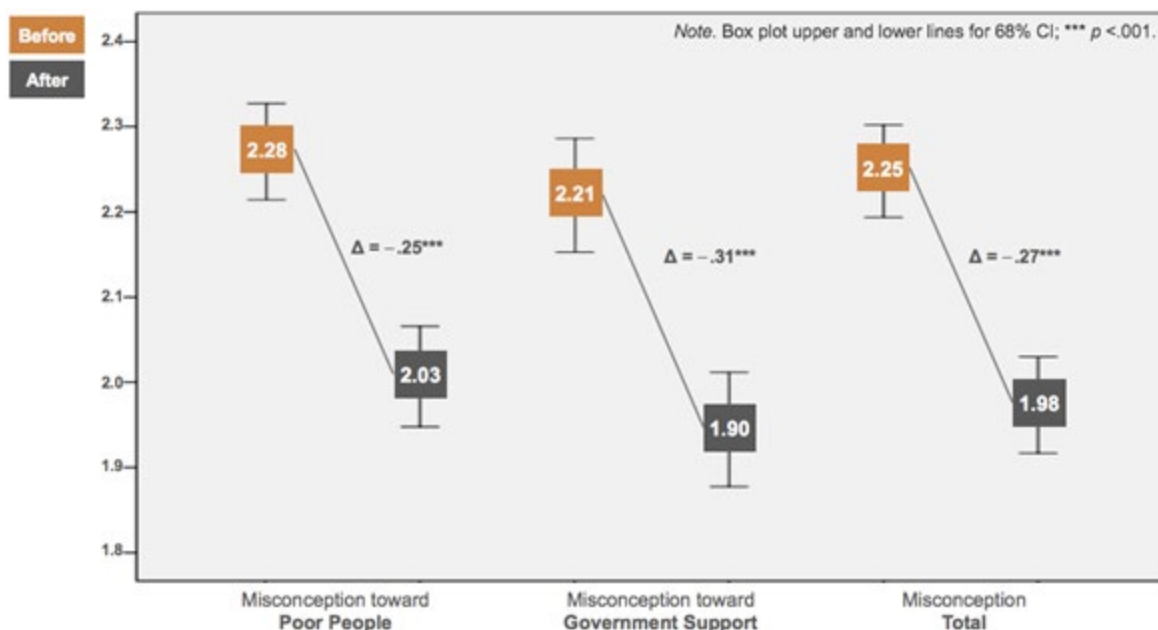 Before
After
Note. Box plot upper and lower lines for 68% CI; *** p <.001.
2.4
2.3
2.2
2.1
2.0
1.9
1.8
2.28
2.03
Δ = –.25***
2.21
1.90
Δ = –.31***
2.25
1.98
Δ = –.27***
Misconception toward
Poor People
Misconception toward
Government Support
Misconception
Total